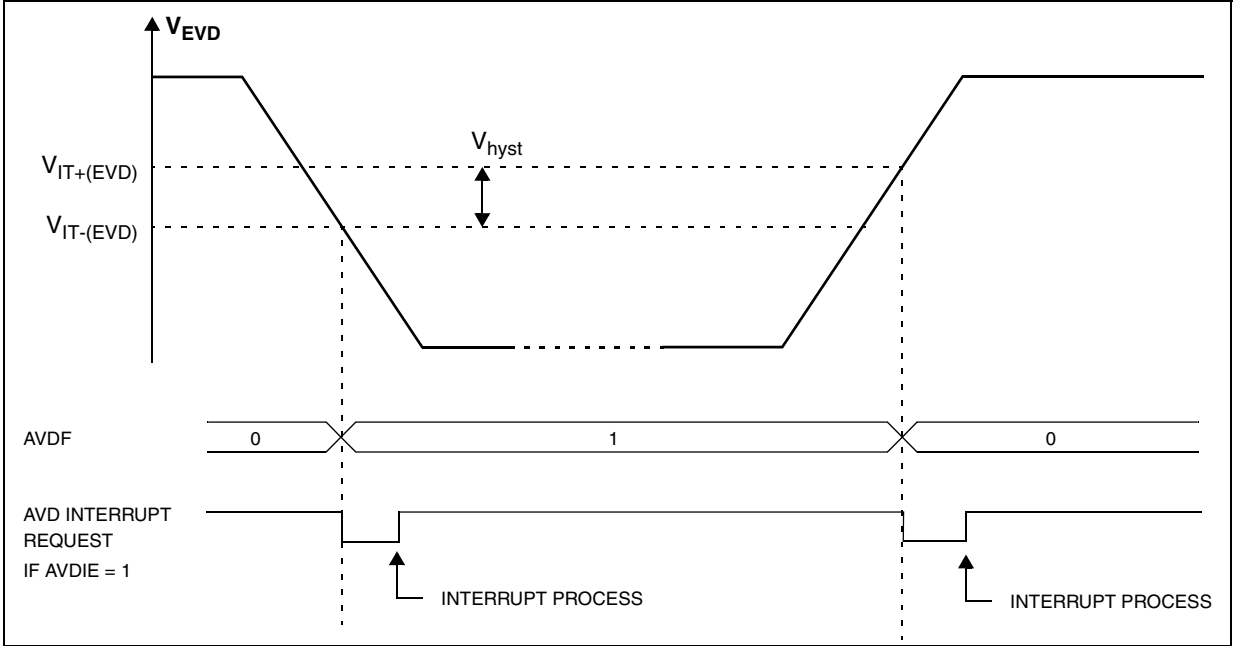 VEVD
Vhyst
VIT+(EVD)
VIT-(EVD)
AVDF
0
1
0
AVD INTERRUPT
REQUEST
IF AVDIE = 1
INTERRUPT PROCESS
INTERRUPT PROCESS